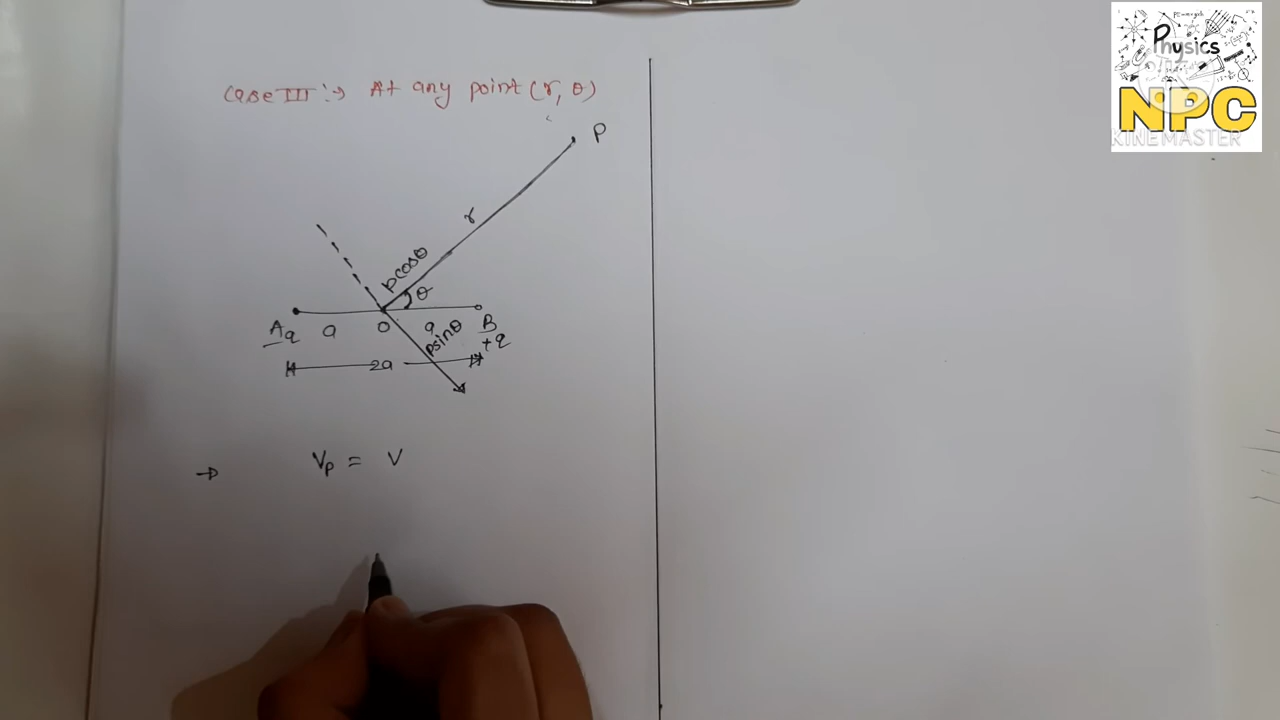 Case III :→ At any point (r, θ)
P
r
pcosθ
θ
A a O a B
q psinθ +q
2a
→ Vp = V
Physics
NPC
KINEMASTER